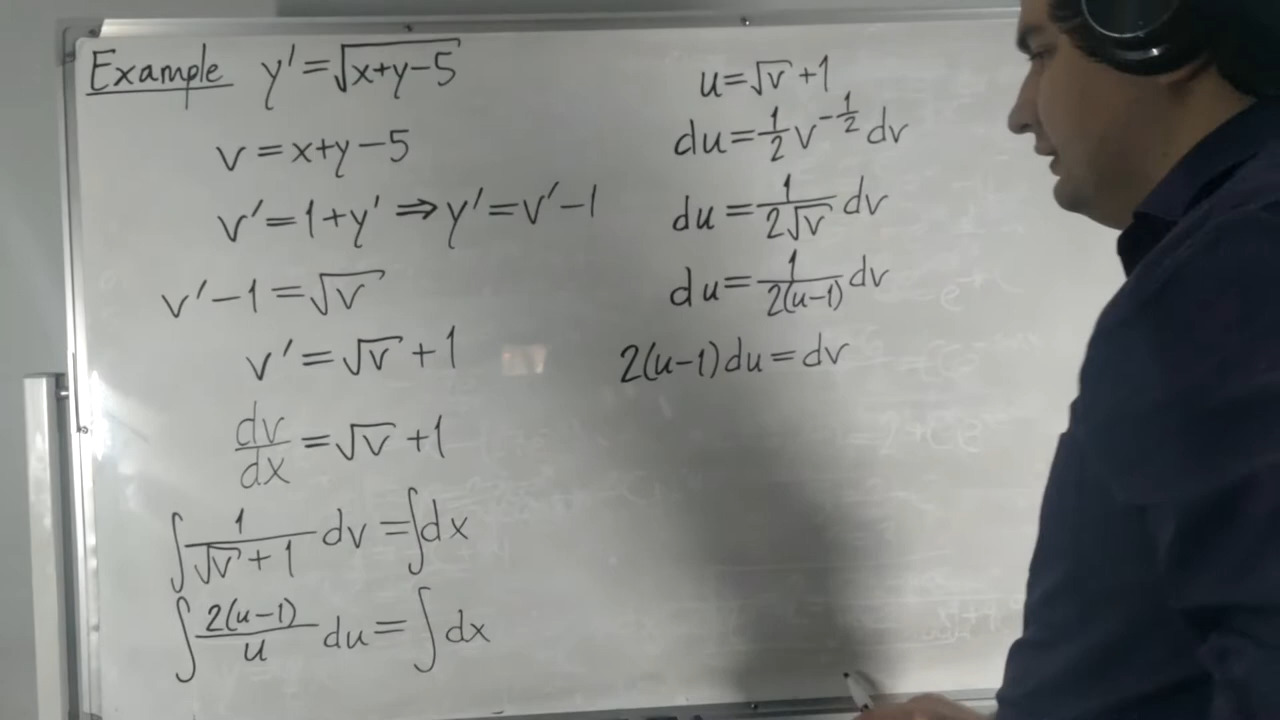 Example y′=√x+y−5
v=x+y−5
v′=1+y′⇒y′=v′−1
v′−1=√v
v′=√v+1
dv/dx=√v+1
∫1/(√v+1) dv=∫dx
∫2(u−1)/u du=∫dx
u=√v+1
du=½v^(−½)dv
du=1/(2√v) dv
du=1/(2(u−1)) dv
2(u−1)du=dv